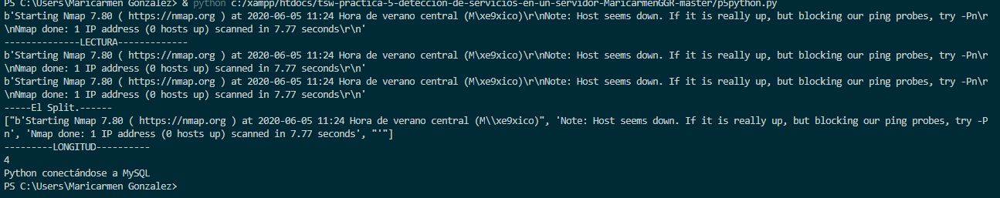 PS C:\Users\Maricarmen Gonzalez> & python c:/xampp/htdocs/tsw-practica-5-deteccion-de-servicios-en-un-servidor-MaricarmenGGR-master/p5python.py
b'Starting Nmap 7.80 ( https://nmap.org ) at 2020-06-05 11:24 Hora de verano central (M\xe9xico)\r\nNote: Host seems down. If it is really up, but blocking our ping probes, try -Pn\r
\nNmap done: 1 IP address (0 hosts up) scanned in 7.77 seconds\r\n'
--------------LECTURA-------------
b'Starting Nmap 7.80 ( https://nmap.org ) at 2020-06-05 11:24 Hora de verano central (M\xe9xico)\r\nNote: Host seems down. If it is really up, but blocking our ping probes, try -Pn\r
\nNmap done: 1 IP address (0 hosts up) scanned in 7.77 seconds\r\n'
b'Starting Nmap 7.80 ( https://nmap.org ) at 2020-06-05 11:24 Hora de verano central (M\xe9xico)\r\nNote: Host seems down. If it is really up, but blocking our ping probes, try -Pn\r
\nNmap done: 1 IP address (0 hosts up) scanned in 7.77 seconds\r\n'
-----El Split.------
["b'Starting Nmap 7.80 ( https://nmap.org ) at 2020-06-05 11:24 Hora de verano central (M\\xe9xico)", 'Note: Host seems down. If it is really up, but blocking our ping probes, try -P
n', 'Nmap done: 1 IP address (0 hosts up) scanned in 7.77 seconds', "'"]
---------LONGITUD----------
4
Python conectándose a MySQL
PS C:\Users\Maricarmen Gonzalez>